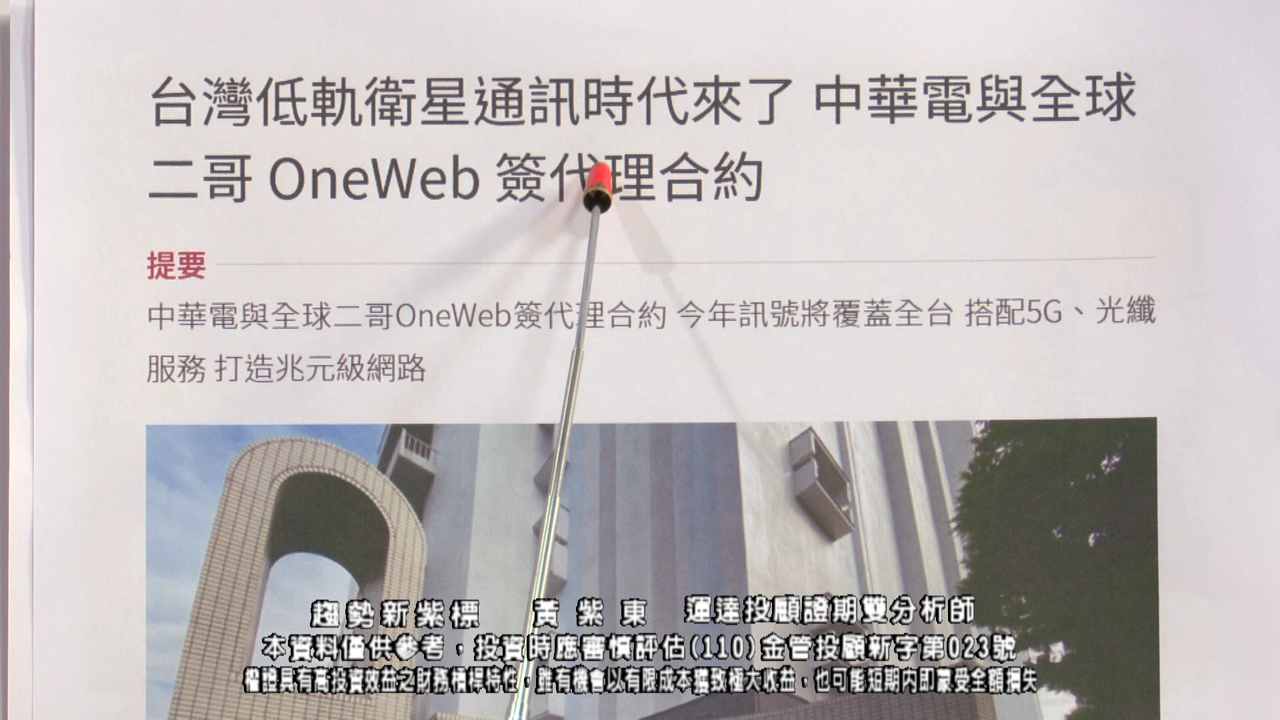 台灣低軌衛星通訊時代來了 中華電與全球
二哥 OneWeb 簽代理合約
提要
中華電與全球二哥OneWeb簽代理合約 今年訊號將覆蓋全台 搭配5G、光纖
服務 打造兆元級網路
趨勢新紫標 黃紫東 運達投顧證期雙分析師
本資料僅供參考，投資時應審慎評估(110)金管投顧新字第023號
權證具有高投資效益之財務槓桿特性，雖有機會以有限成本獲致極大收益，也可能短期內即蒙受全額損失